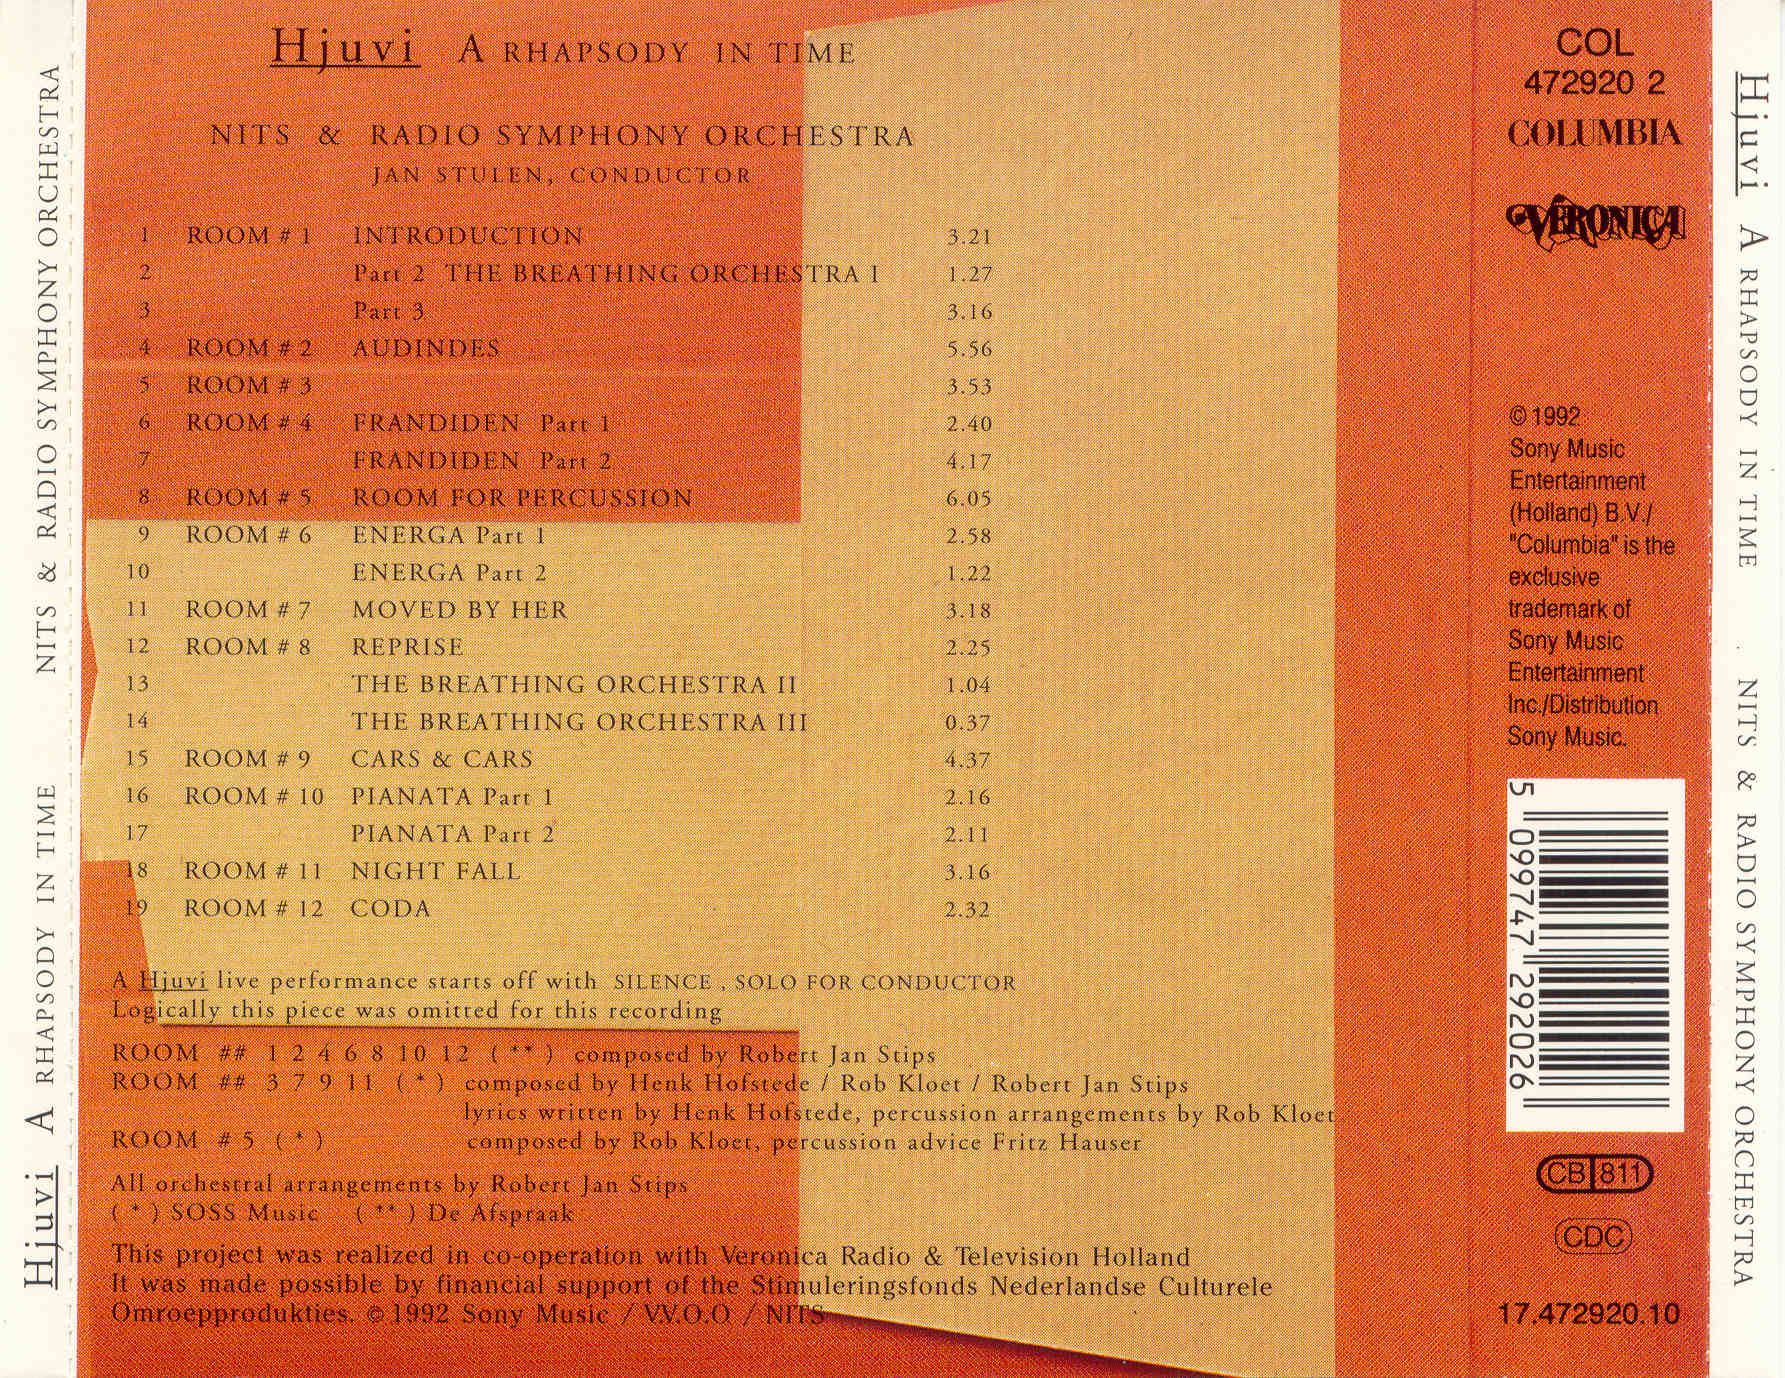 Hjuvi A RHAPSODY IN TIME NITS & RADIO SYMPHONY ORCHESTRA
Hjuvi A RHAPSODY IN TIME
NITS & RADIO SYMPHONY ORCHESTRA
JAN STULEN, CONDUCTOR
1 ROOM # 1 INTRODUCTION 3.21
2 Part 2 THE BREATHING ORCHESTRA I 1.27
3 Part 3 3.16
4 ROOM # 2 AUDINDES 5.56
5 ROOM # 3 3.53
6 ROOM # 4 FRANDIDEN Part 1 2.40
7 FRANDIDEN Part 2 4.17
8 ROOM # 5 ROOM FOR PERCUSSION 6.05
9 ROOM # 6 ENERGA Part 1 2.58
10 ENERGA Part 2 1.22
11 ROOM # 7 MOVED BY HER 3.18
12 ROOM # 8 REPRISE 2.25
13 THE BREATHING ORCHESTRA II 1.04
14 THE BREATHING ORCHESTRA III 0.37
15 ROOM # 9 CARS & CARS 4.37
16 ROOM # 10 PIANATA Part 1 2.16
17 PIANATA Part 2 2.11
18 ROOM # 11 NIGHT FALL 3.16
19 ROOM # 12 CODA 2.32
A Hjuvi live performance starts off with SILENCE , SOLO FOR CONDUCTOR
Logically this piece was omitted for this recording
ROOM ## 1 2 4 6 8 10 12 ( ** ) composed by Robert Jan Stips
ROOM ## 3 7 9 11 ( * ) composed by Henk Hofstede / Rob Kloet / Robert Jan Stips
lyrics written by Henk Hofstede, percussion arrangements by Rob Kloet
ROOM # 5 ( * ) composed by Rob Kloet, percussion advice Fritz Hauser
All orchestral arrangements by Robert Jan Stips
( * ) SOSS Music ( ** ) De Afspraak
This project was realized in co-operation with Veronica Radio & Television Holland
It was made possible by financial support of the Stimuleringsfonds Nederlandse Culturele
Omroepprodukties. © 1992 Sony Music / V.V.O.O / NITS
COL
472920 2
COLUMBIA
VERONICA
© 1992
Sony Music
Entertainment
(Holland) B.V./
"Columbia" is the
exclusive
trademark of
Sony Music
Entertainment
Inc./Distribution
Sony Music.
5 099747 292026
CB 811
CDC
17.472920.10
Hjuvi A RHAPSODY IN TIME NITS & RADIO SYMPHONY ORCHESTRA